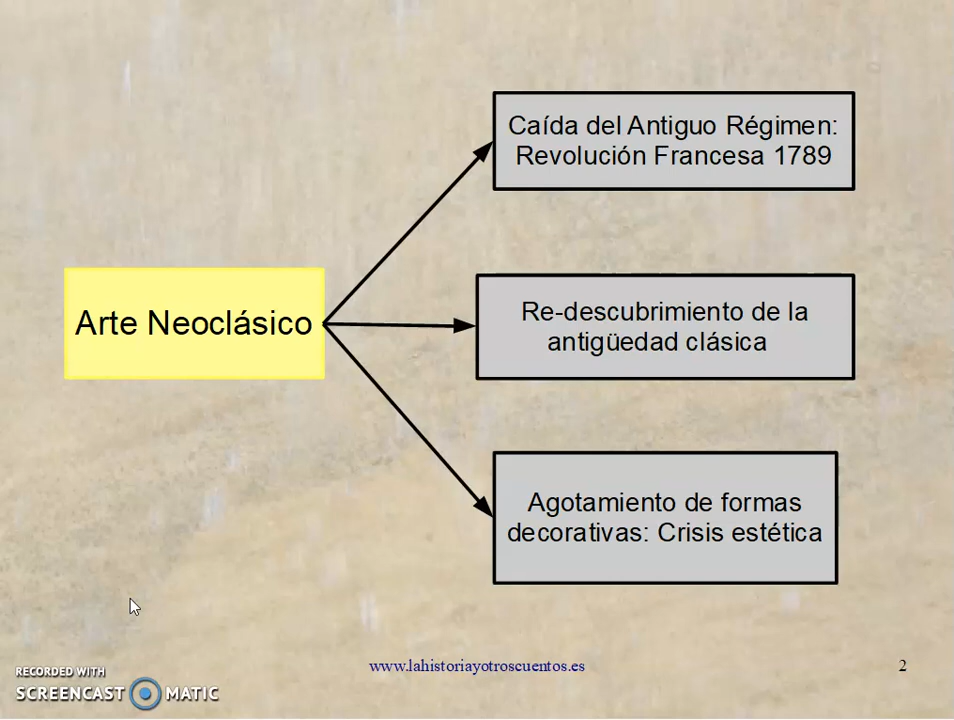 Caída del Antiguo Régimen:
Revolución Francesa 1789
Arte Neoclásico
Re-descubrimiento de la
antigüedad clásica
Agotamiento de formas
decorativas: Crisis estética
www.lahistoriayotroscuentos.es
2
RECORDED WITH
SCREENCAST MATIC